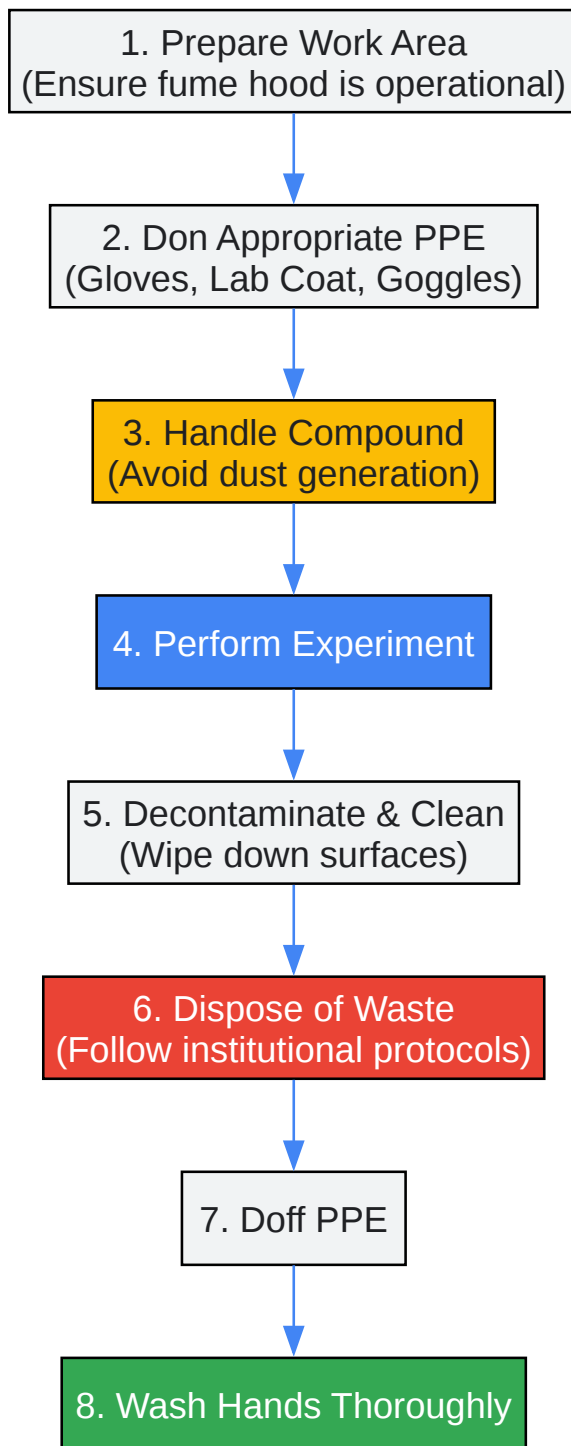 1. Prepare Work Area
(Ensure fume hood is operational)
2. Don Appropriate PPE
(Gloves, Lab Coat, Goggles)
3. Handle Compound
(Avoid dust generation)
4. Perform Experiment
5. Decontaminate & Clean
(Wipe down surfaces)
6. Dispose of Waste
(Follow institutional protocols)
7. Doff PPE
8. Wash Hands Thoroughly